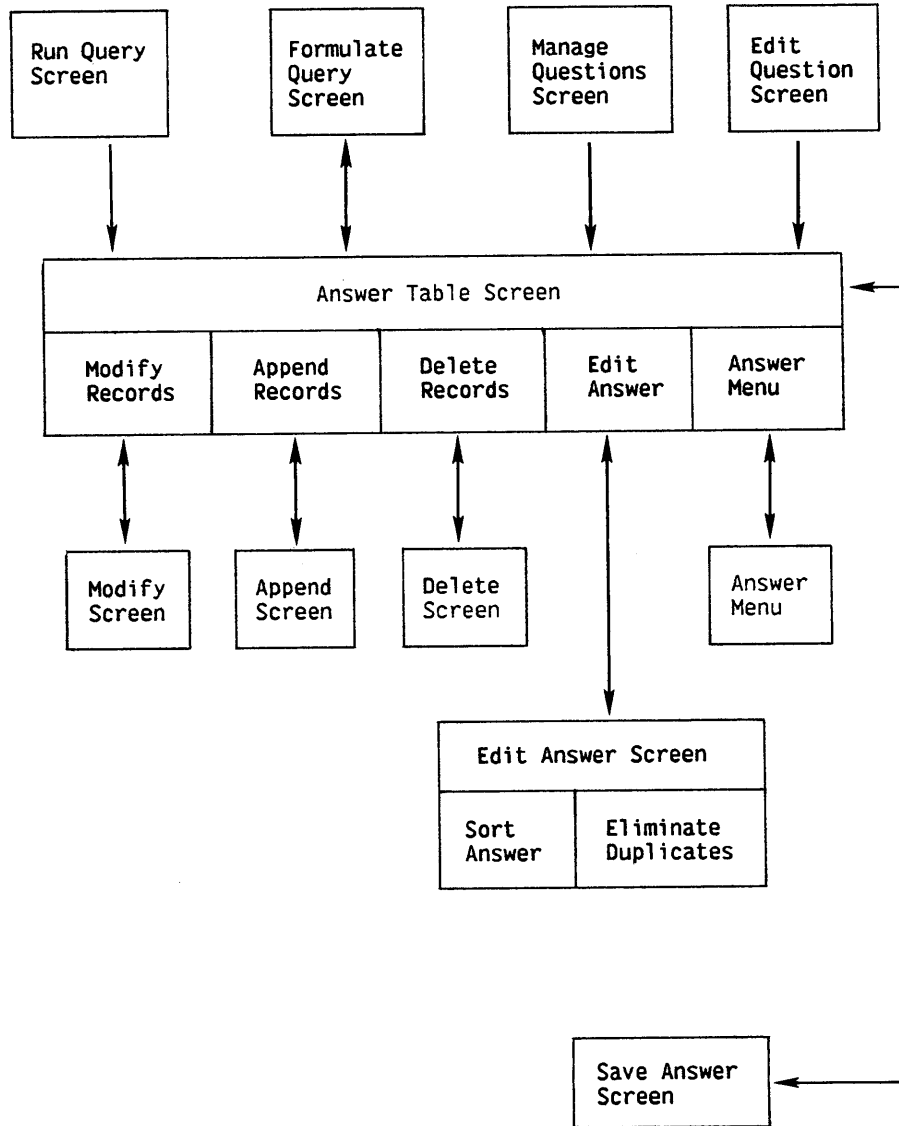 Run Query
Screen
Formulate
Query
Screen
Manage
Questions
Screen
Edit
Question
Screen
Answer Table Screen
Modify
Records
Append
Records
Delete
Records
Edit
Answer
Answer
Menu
Modify
Screen
Append
Screen
Delete
Screen
Answer
Menu
Edit Answer Screen
Sort
Answer
Eliminate
Duplicates
Save Answer
Screen